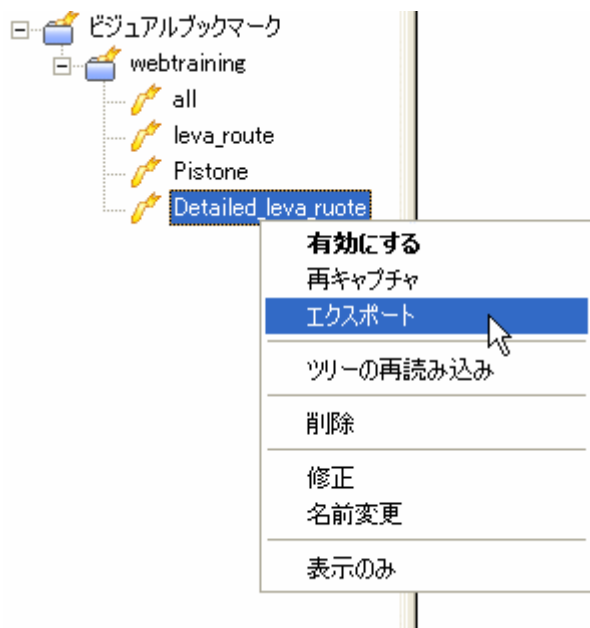 ビジュアルブックマーク
webtraining
all
leva_route
Pistone
Detailed_leva_ruote
有効にする
再キャプチャ
エクスポート
ツリーの再読み込み
削除
修正
名前変更
表示のみ